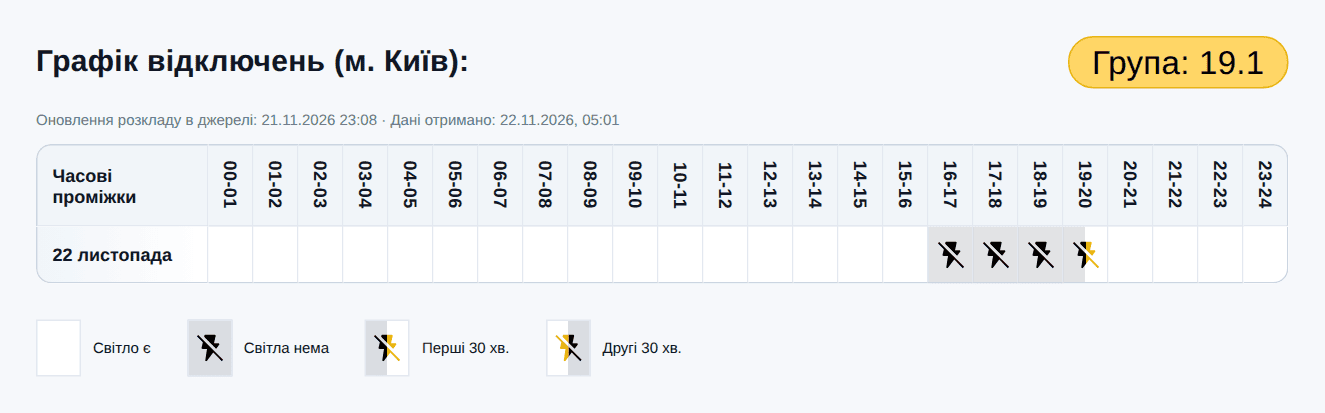 Графік відключень (м. Київ):
Група: 19.1
Оновлення розкладу в джерелі: 21.11.2026 23:08 · Дані отримано: 22.11.2026, 05:01
Часові
проміжки
00-01
01-02
02-03
03-04
04-05
05-06
06-07
07-08
08-09
09-10
10-11
11-12
12-13
13-14
14-15
15-16
16-17
17-18
18-19
19-20
20-21
21-22
22-23
23-24
22 листопада
Світло є
Світла нема
Перші 30 хв.
Другі 30 хв.